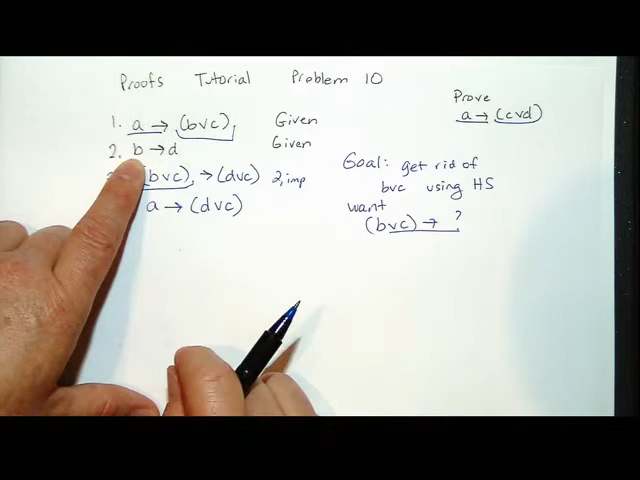 Proofs Tutorial Problem 10
Prove
a → (c∨d)
1. a → (b∨c) Given
2. b → d Given
(b∨c) → (d∨c) 2, imp
a → (d∨c)
Goal: get rid of
b∨c using HS
want
(b∨c) → ?